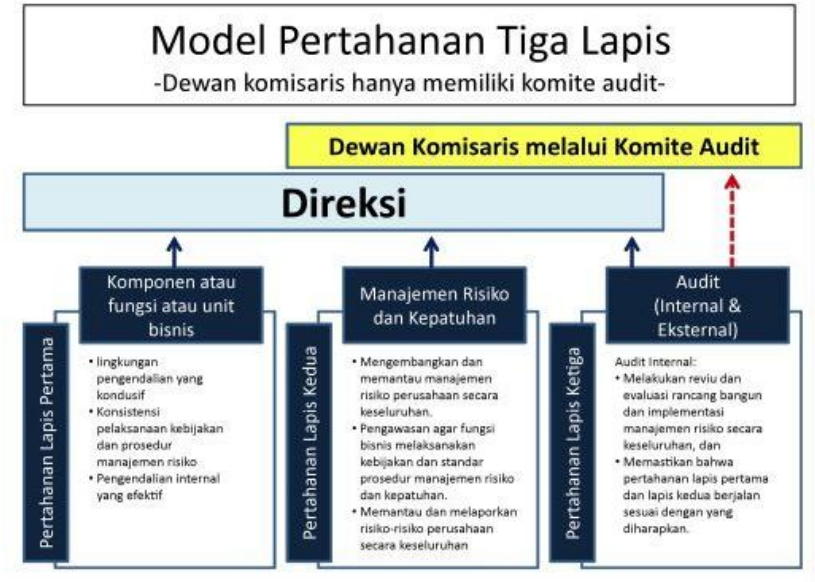 Model Pertahanan Tiga Lapis
-Dewan komisaris hanya memiliki komite audit-
Dewan Komisaris melalui Komite Audit
Direksi
Komponen atau
fungsi atau unit
bisnis
Pertahanan Lapis Pertama
• lingkungan
pengendalian yang
kondusif
• Konsistensi
pelaksanaan kebijakan
dan prosedur
manajemen risiko
• Pengendalian internal
yang efektif
Manajemen Risiko
dan Kepatuhan
Pertahanan Lapis Kedua
• Mengembangkan dan
memantau manajemen
risiko perusahaan secara
keseluruhan.
• Pengawasan agar fungsi
bisnis melaksanakan
kebijakan dan standar
prosedur manajemen risiko
dan kepatuhan.
• Memantau dan melaporkan
risiko-risiko perusahaan
secara keseluruhan
Audit
(Internal &
Eksternal)
Pertahanan Lapis Ketiga
Audit Internal:
• Melakukan reviu dan
evaluasi rancang bangun
dan implementasi
manajemen risiko secara
keseluruhan, dan
• Memastikan bahwa
pertahanan lapis pertama
dan lapis kedua berjalan
sesuai dengan yang
diharapkan.